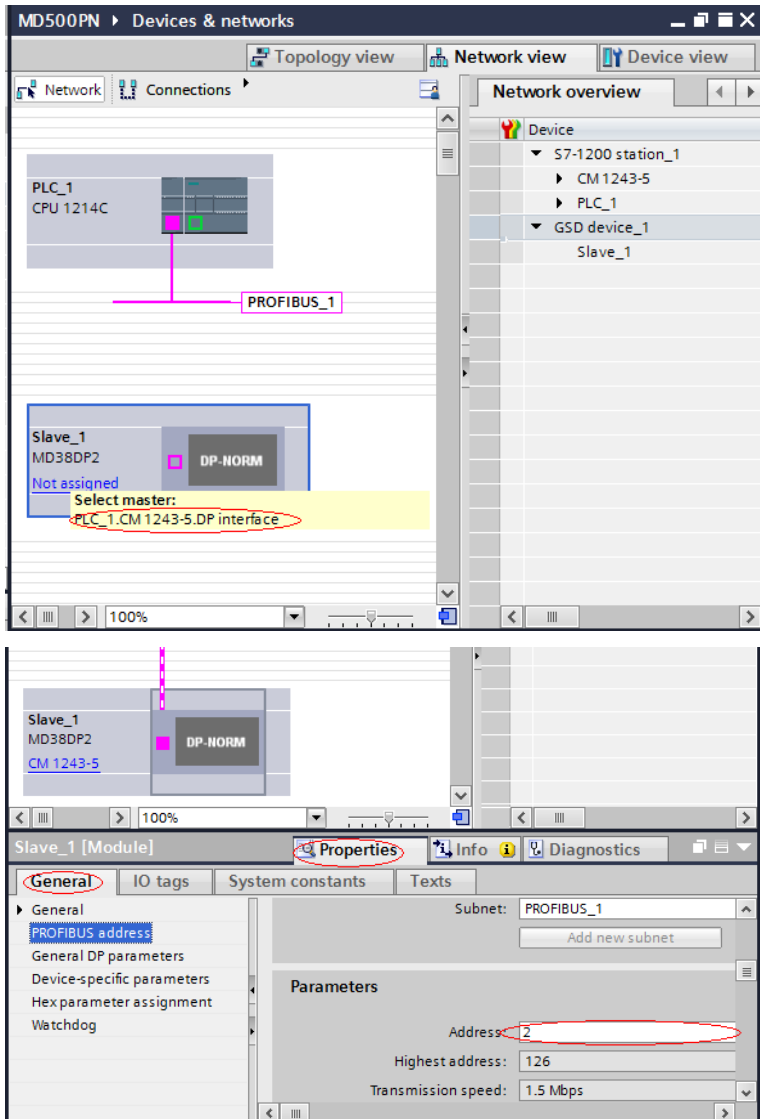 MD500PN ▸ Devices & networks
Topology view Network view Device view
Network Connections
Network overview
Device
S7-1200 station_1
CM 1243-5
PLC_1
GSD device_1
Slave_1
PLC_1
CPU 1214C
PROFIBUS_1
Slave_1
MD38DP2
Not assigned
DP-NORM
Select master:
PLC_1.CM 1243-5.DP interface
100%
Slave_1
MD38DP2
CM 1243-5
DP-NORM
100%
Slave_1 [Module]
Properties Info Diagnostics
General IO tags System constants Texts
General
PROFIBUS address
General DP parameters
Device-specific parameters
Hex parameter assignment
Watchdog
Subnet: PROFIBUS_1
Add new subnet
Parameters
Address: 2
Highest address: 126
Transmission speed: 1.5 Mbps